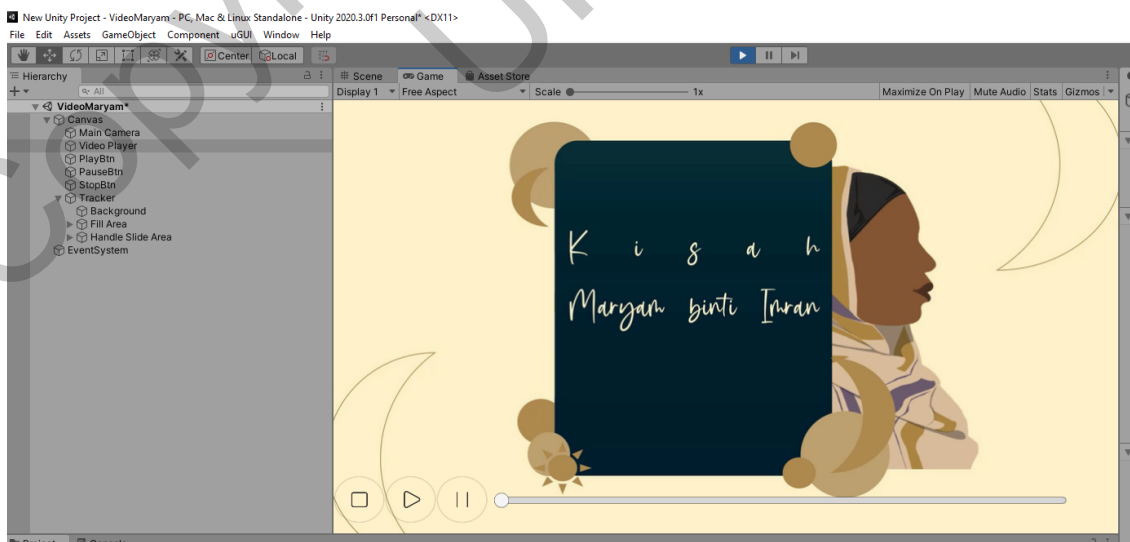 New Unity Project - VideoMaryam - PC, Mac & Linux Standalone - Unity 2020.3.0f1 Personal* <DX11>
File Edit Assets GameObject Component uGUI Window Help
Center Local
Hierarchy
Scene Game Asset Store
All
Display 1 Free Aspect Scale 1x Maximize On Play Mute Audio Stats Gizmos
VideoMaryam*
Canvas
Main Camera
Video Player
PlayBtn
PauseBtn
StopBtn
Tracker
Background
Fill Area
Handle Slide Area
EventSystem
K i s a h
Maryam binti Imran